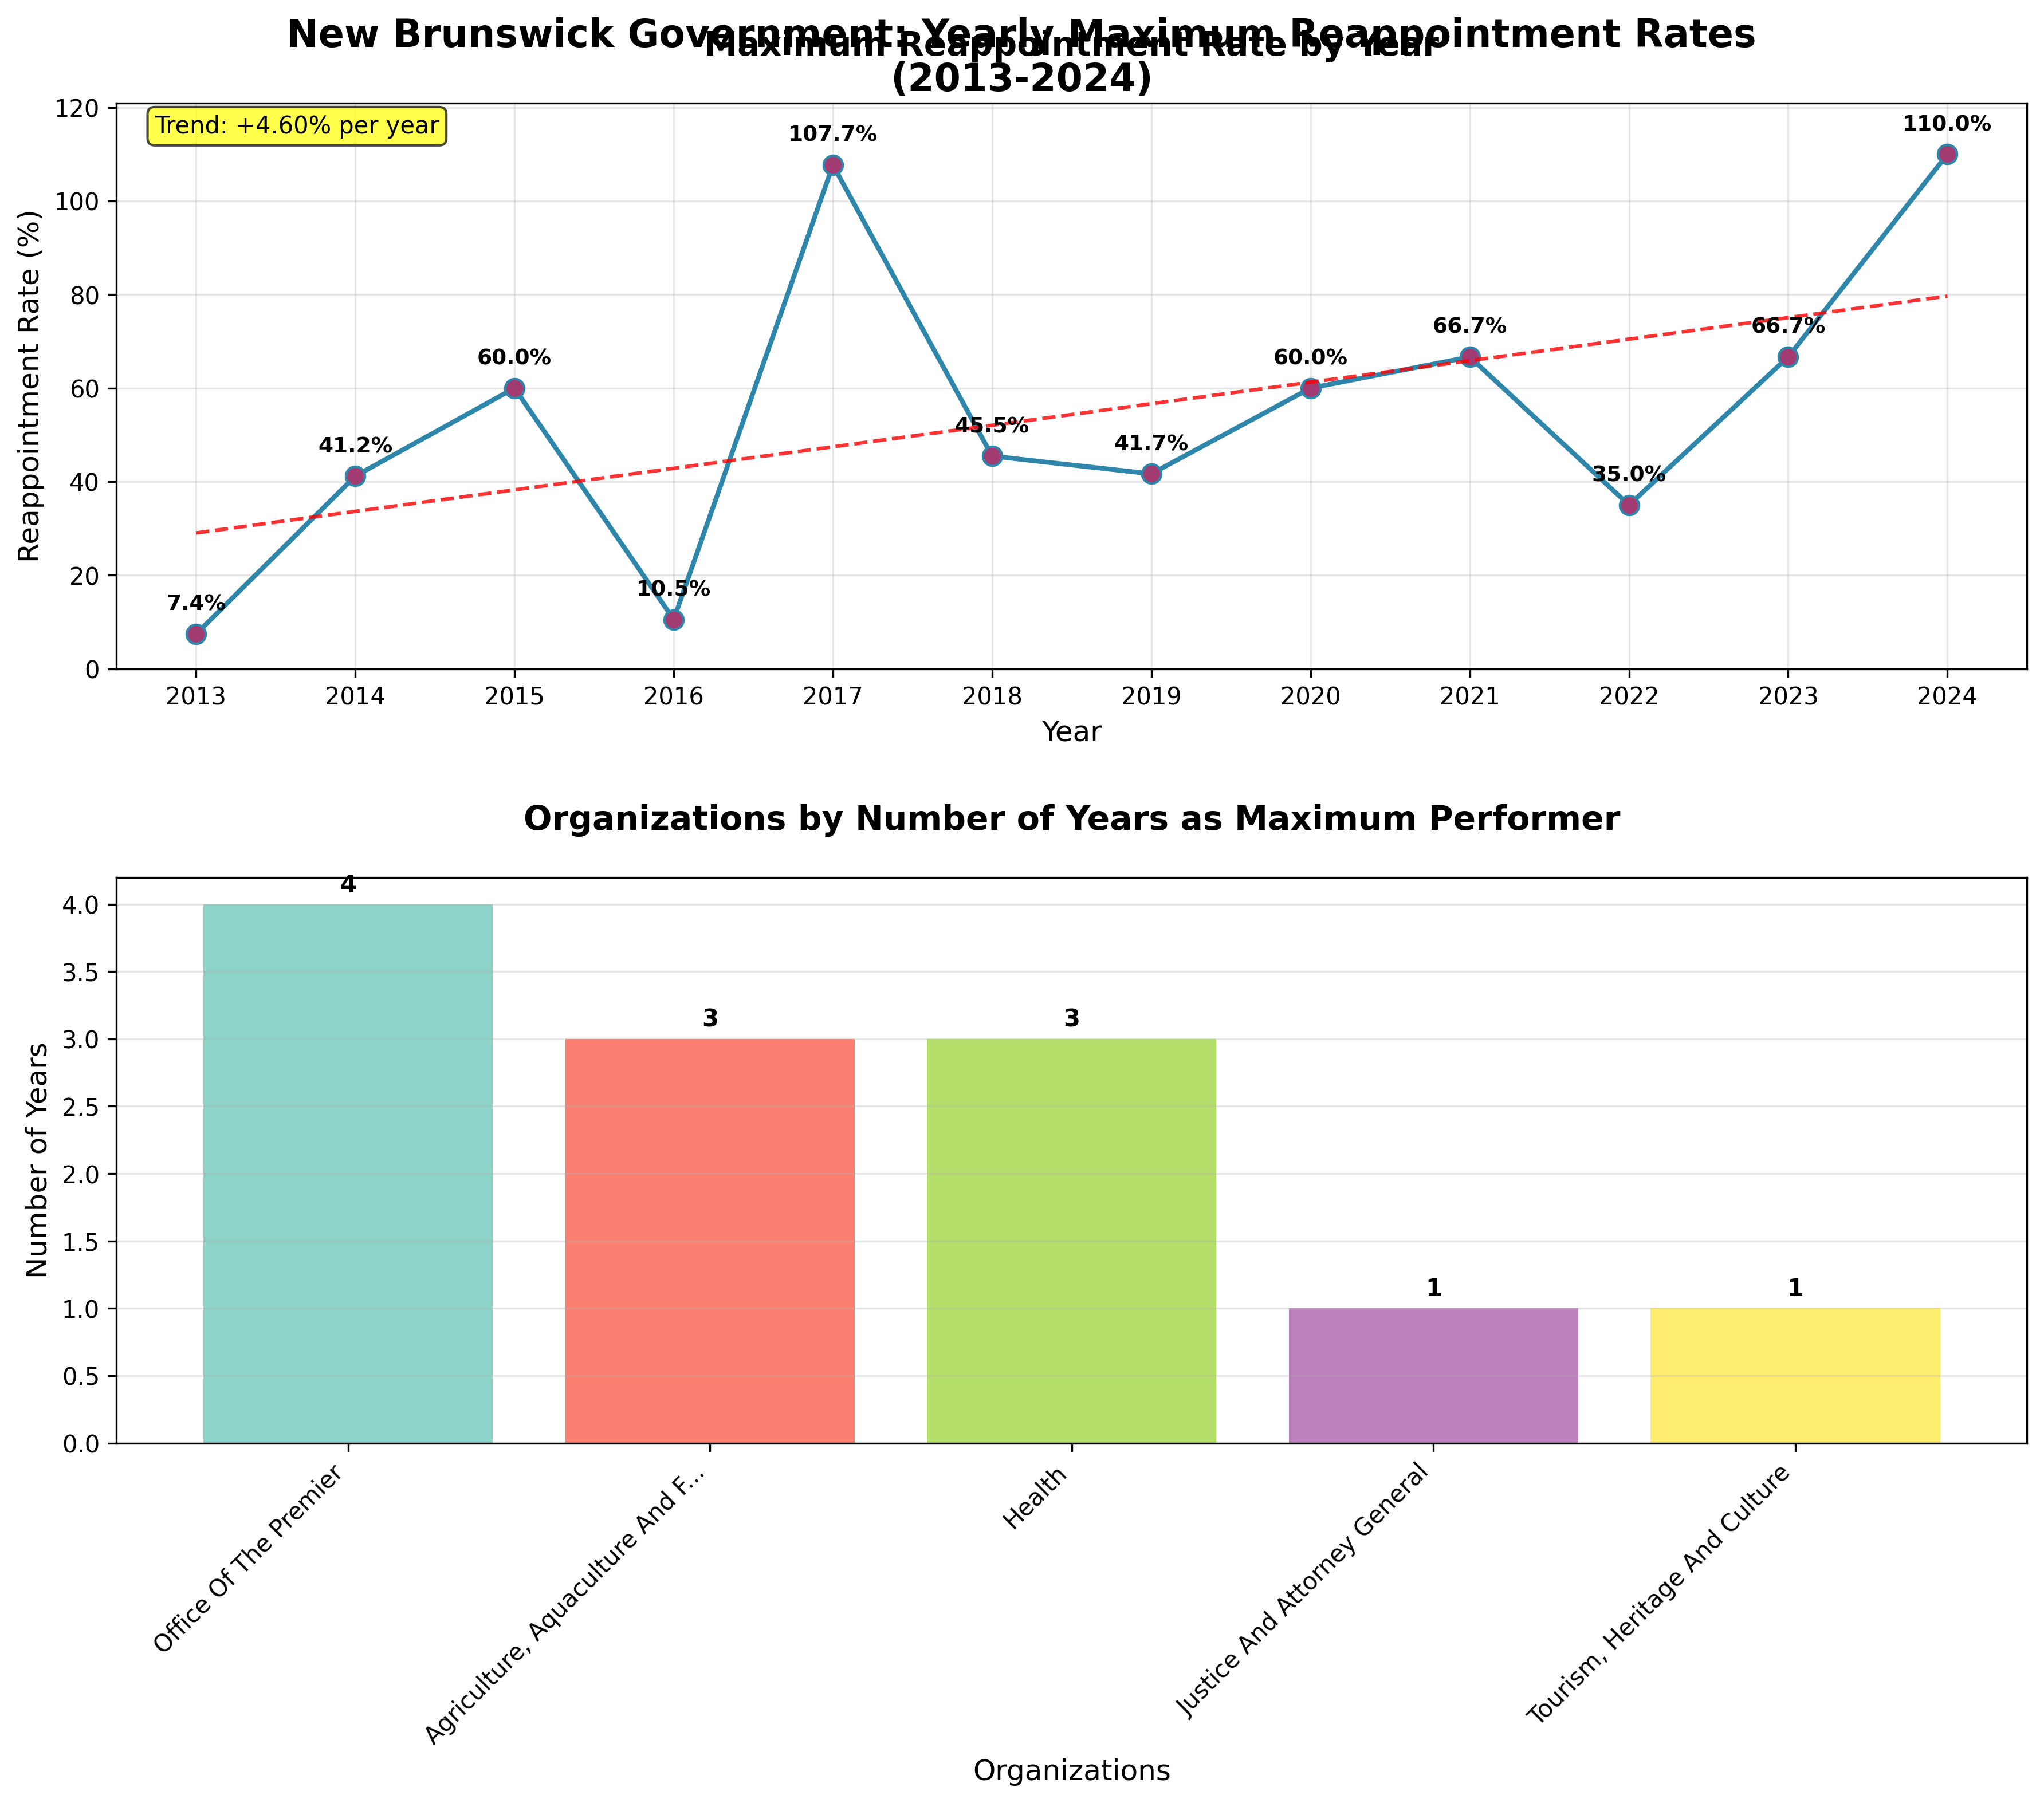 New Brunswick Government: Yearly Maximum Reappointment Rates
(2013-2024)
Maximum Reappointment Rate by Year
Trend: +4.60% per year
Reappointment Rate (%)
120
100
80
60
40
20
0
7.4%
41.2%
60.0%
10.5%
107.7%
45.5%
41.7%
60.0%
66.7%
35.0%
66.7%
110.0%
2013 2014 2015 2016 2017 2018 2019 2020 2021 2022 2023 2024
Year
Organizations by Number of Years as Maximum Performer
Number of Years
4.0
3.5
3.0
2.5
2.0
1.5
1.0
0.5
0.0
4
3
3
1
1
Office Of The Premier
Agriculture, Aquaculture And F...
Health
Justice And Attorney General
Tourism, Heritage And Culture
Organizations